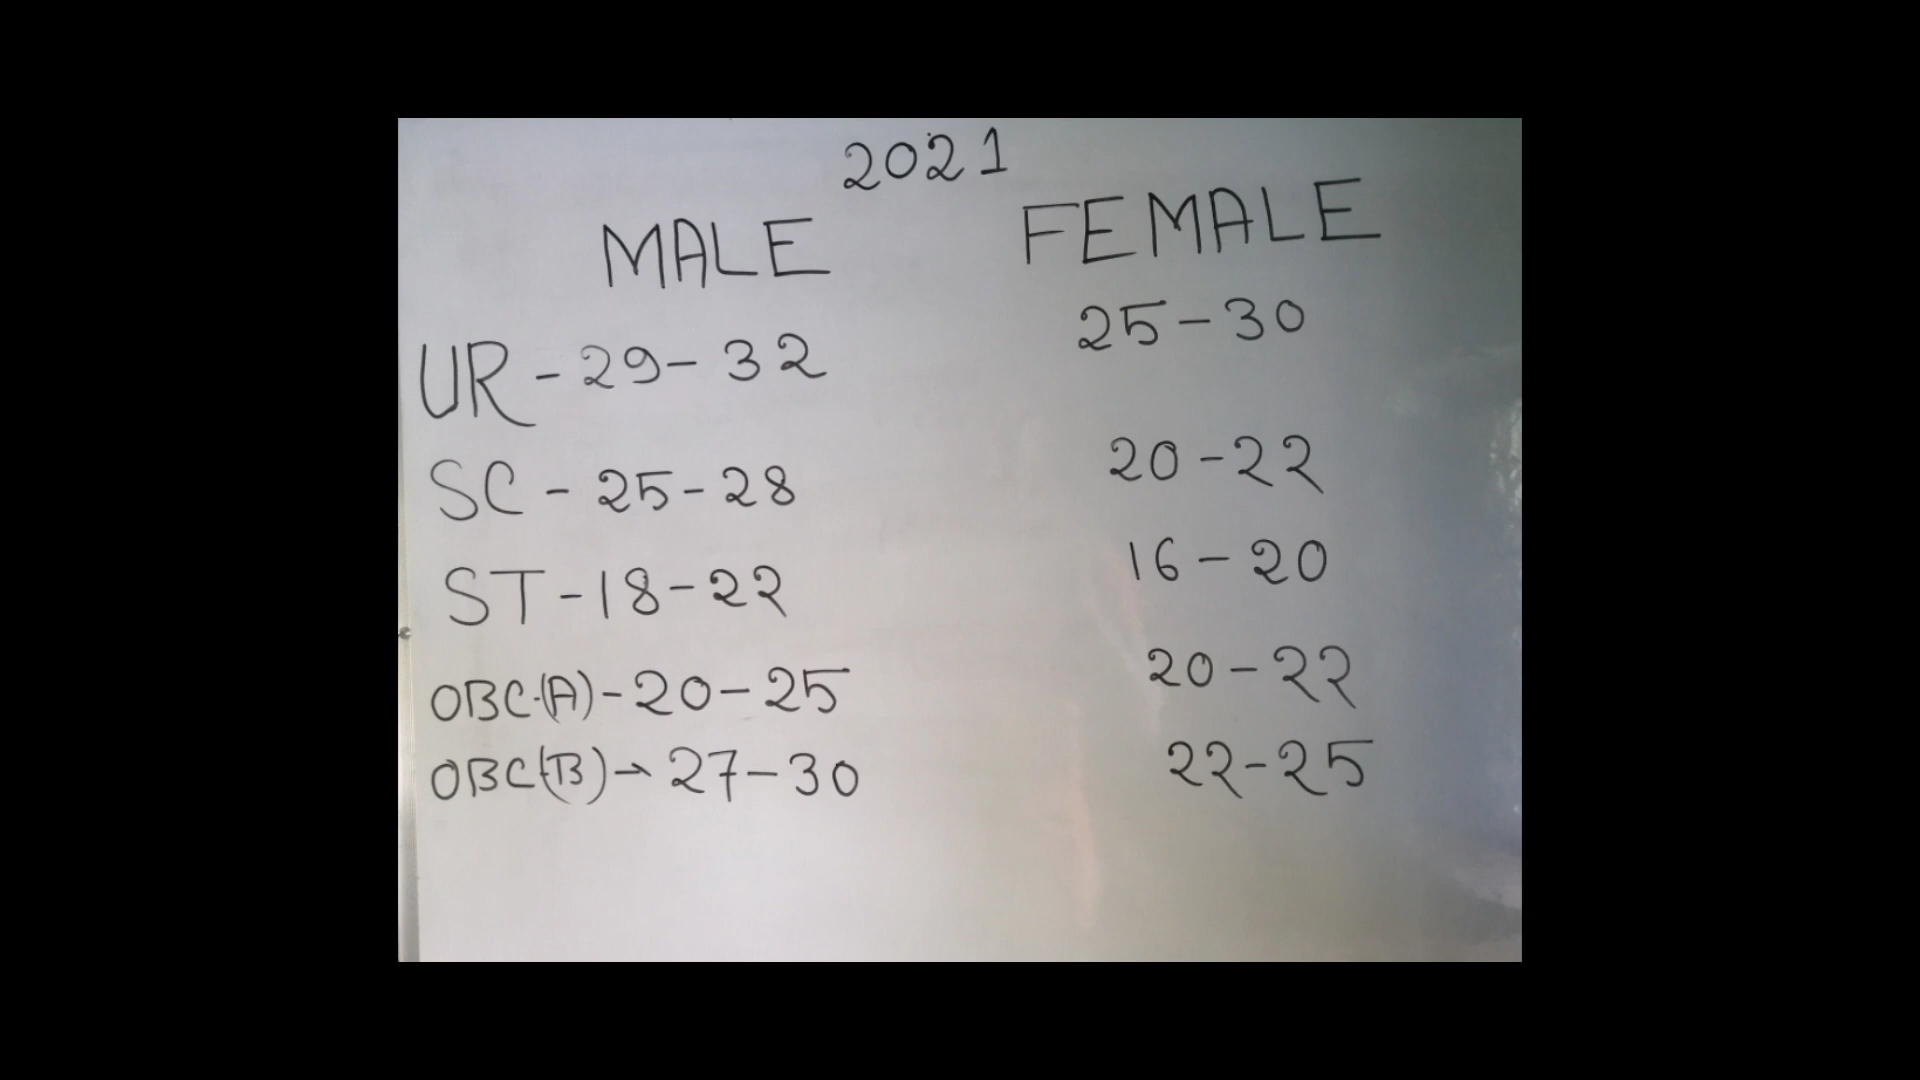 2021
MALE FEMALE
UR - 29 - 32 25 - 30
SC - 25 - 28 20 - 22
ST - 18 - 22 16 - 20
OBC-(A) - 20 - 25 20 - 22
OBC(B) → 27 - 30 22 - 25